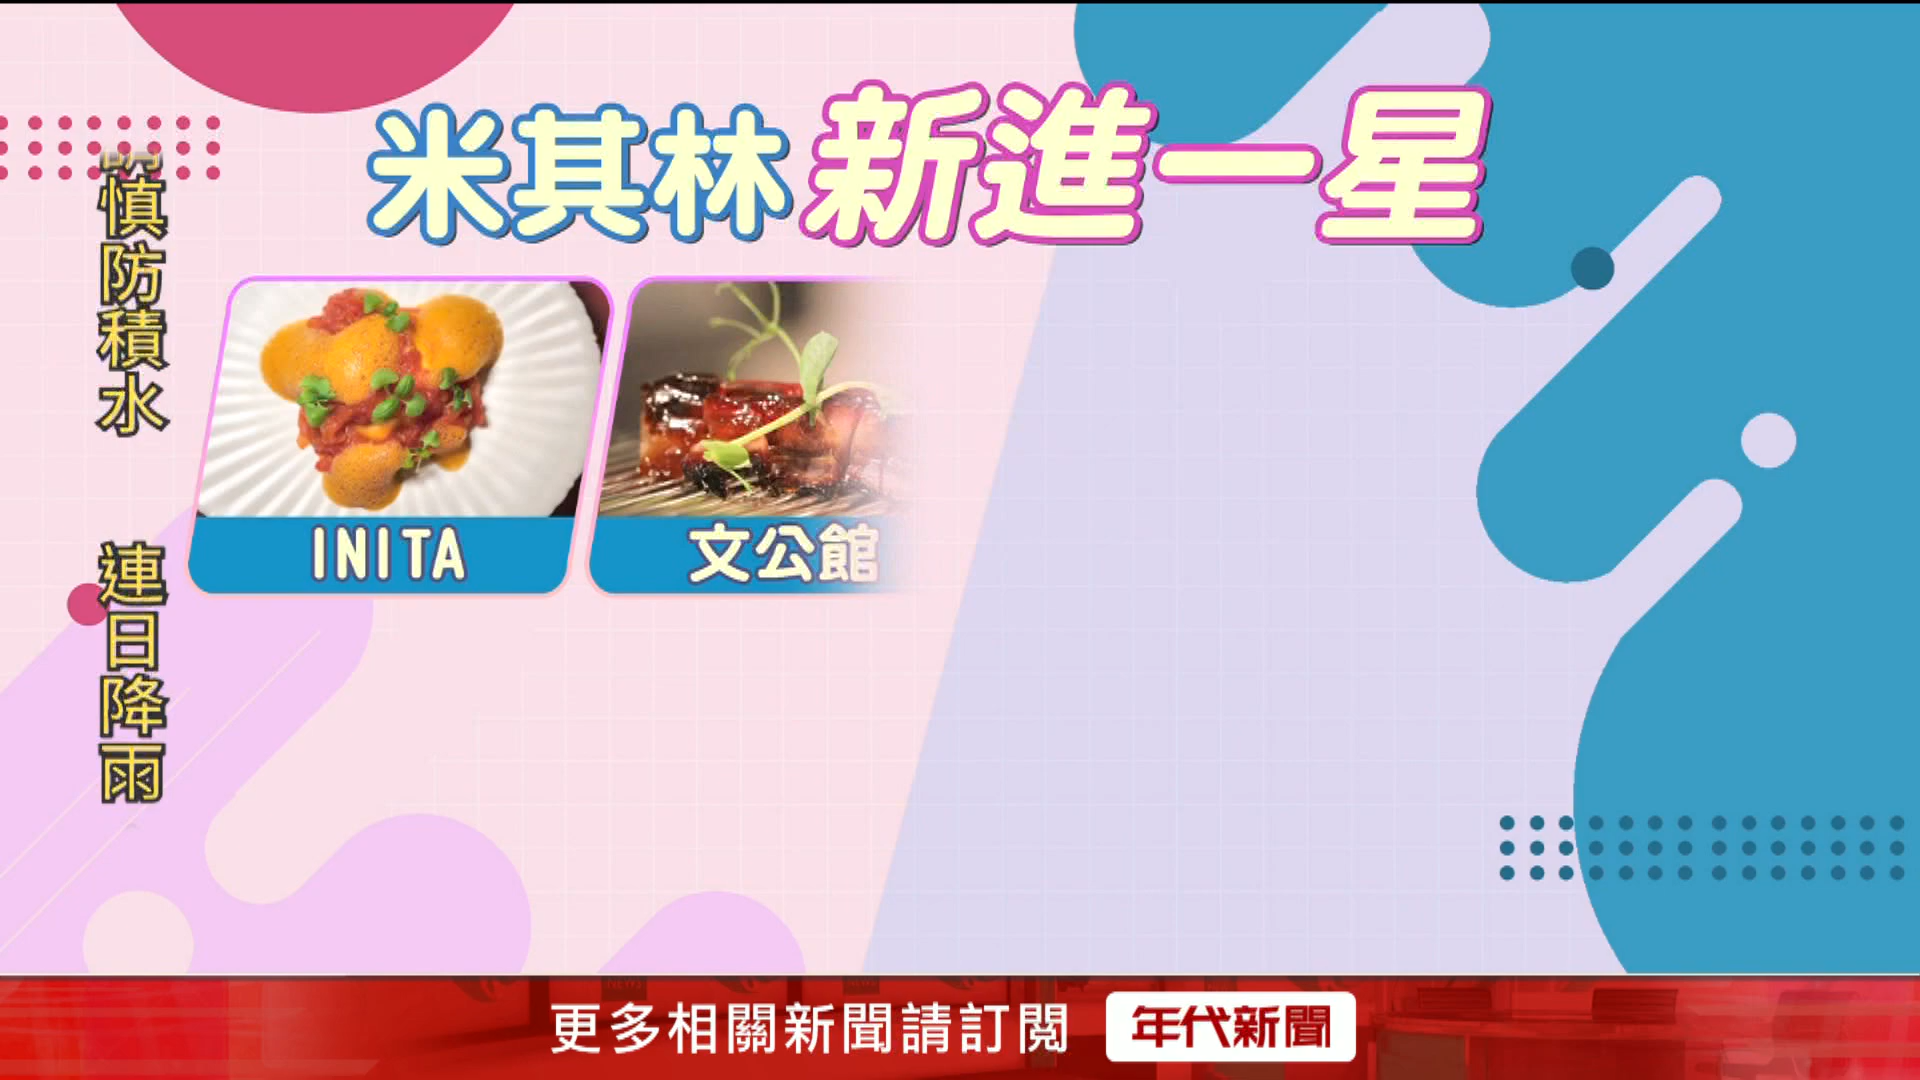 米其林新進一星
慎防積水
連日降雨
INITA
文公館
更多相關新聞請訂閱
年代新聞